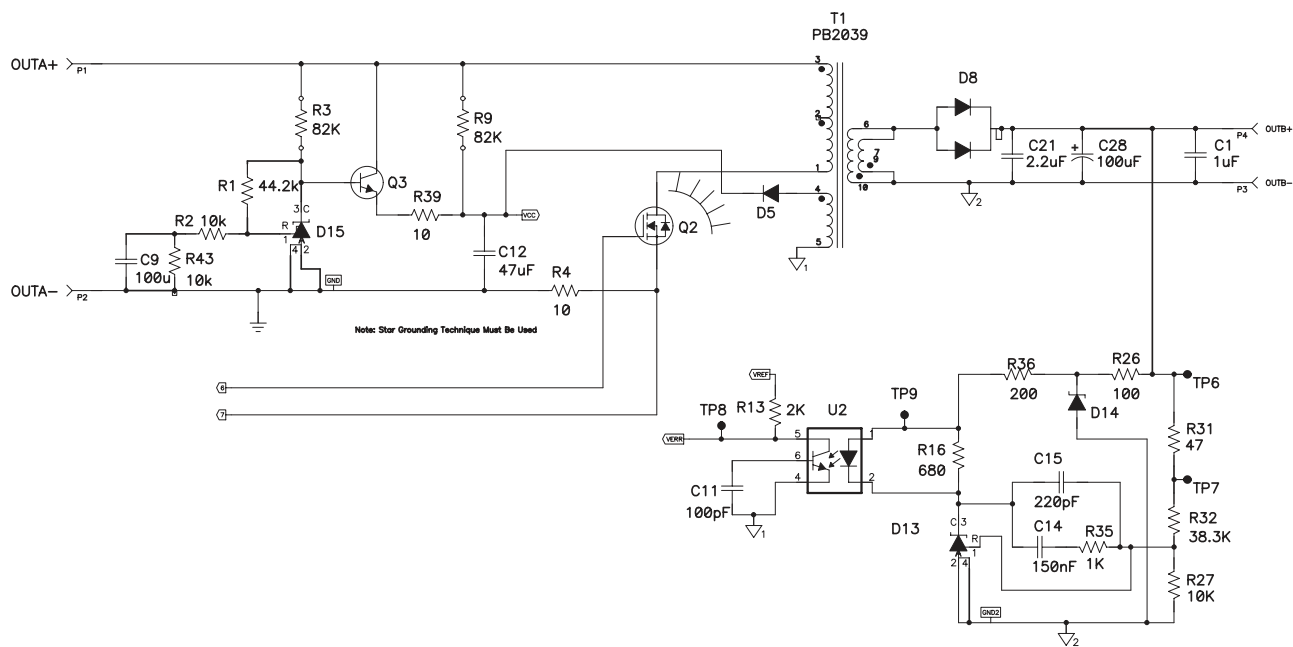 T1
PB2039
OUTA+
P1
3
D8
R3
82K
R9
82K
2
6
C21
2.2uF
+
C28
100uF
C1
1uF
P4
OUTB+
7
9
R1
44.2k
Q3
1
10
P3
OUTB-
4
2
D5
R39
10
VCC
Q2
R2 10k
3 C
R
1
4
2
D15
C12
47uF
5
1
C9
100u
R43
10k
GND
R4
10
OUTA-
P2
Note: Star Grounding Technique Must Be Used
6
7
VREF
R13
2K
TP8
VERR
U2
TP9
R36
200
R26
100
TP6
D14
R31
47
5
6
4
1
2
R16
680
C15
220pF
TP7
C11
100pF
1
D13
C 3
R
1
2 4
C14
150nF
R35
1K
R32
38.3K
R27
10K
GND2
2